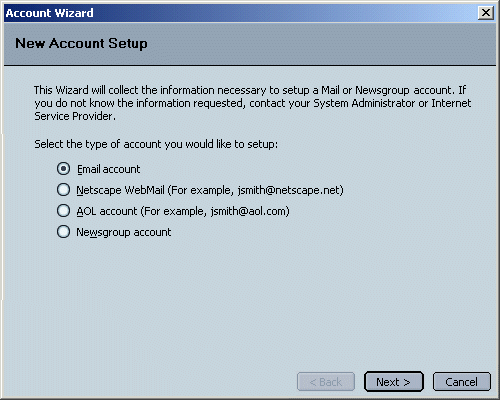 Account Wizard
New Account Setup
This Wizard will collect the information necessary to setup a Mail or Newsgroup account. If
you do not know the information requested, contact your System Administrator or Internet
Service Provider.
Select the type of account you would like to setup:
Email account
Netscape WebMail (For example, jsmith@netscape.net)
AOL account (For example, jsmith@aol.com)
Newsgroup account
< Back Next > Cancel